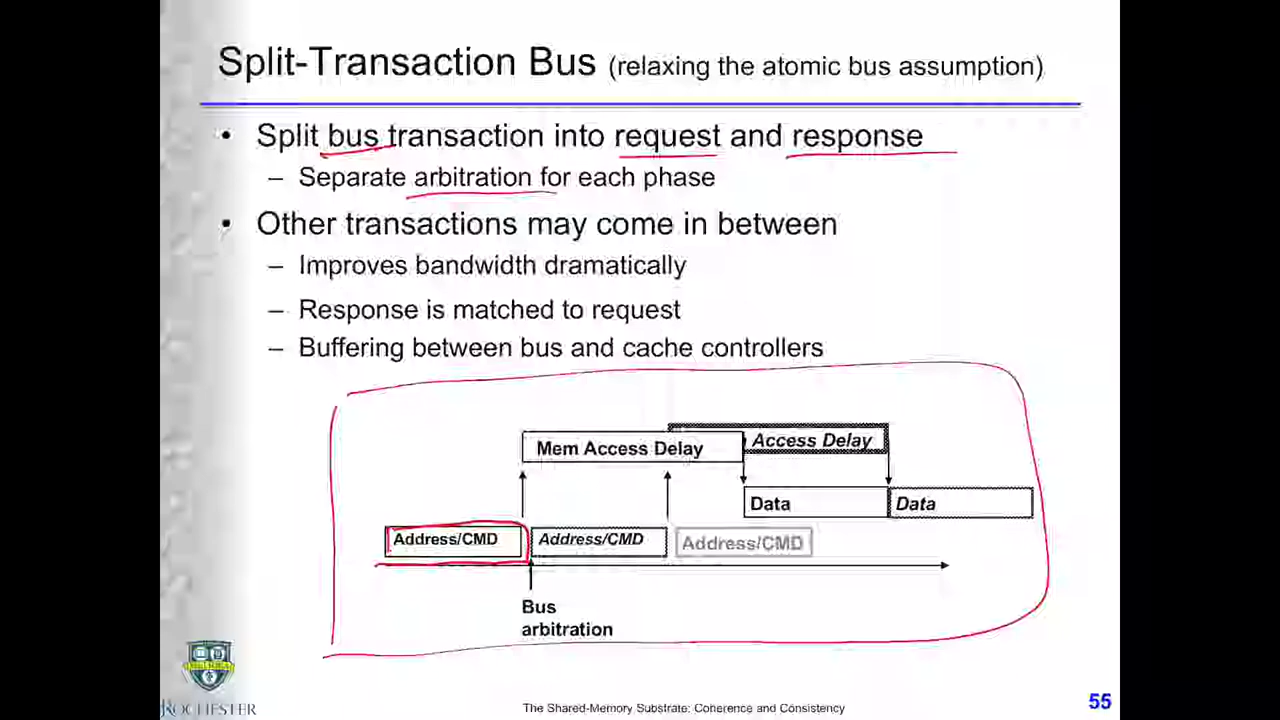 Split-Transaction Bus (relaxing the atomic bus assumption)
• Split bus transaction into request and response
– Separate arbitration for each phase
• Other transactions may come in between
– Improves bandwidth dramatically
– Response is matched to request
– Buffering between bus and cache controllers
Mem Access Delay
Access Delay
Data
Data
Address/CMD
Address/CMD
Address/CMD
Bus
arbitration
ROCHESTER
The Shared-Memory Substrate: Coherence and Consistency
55